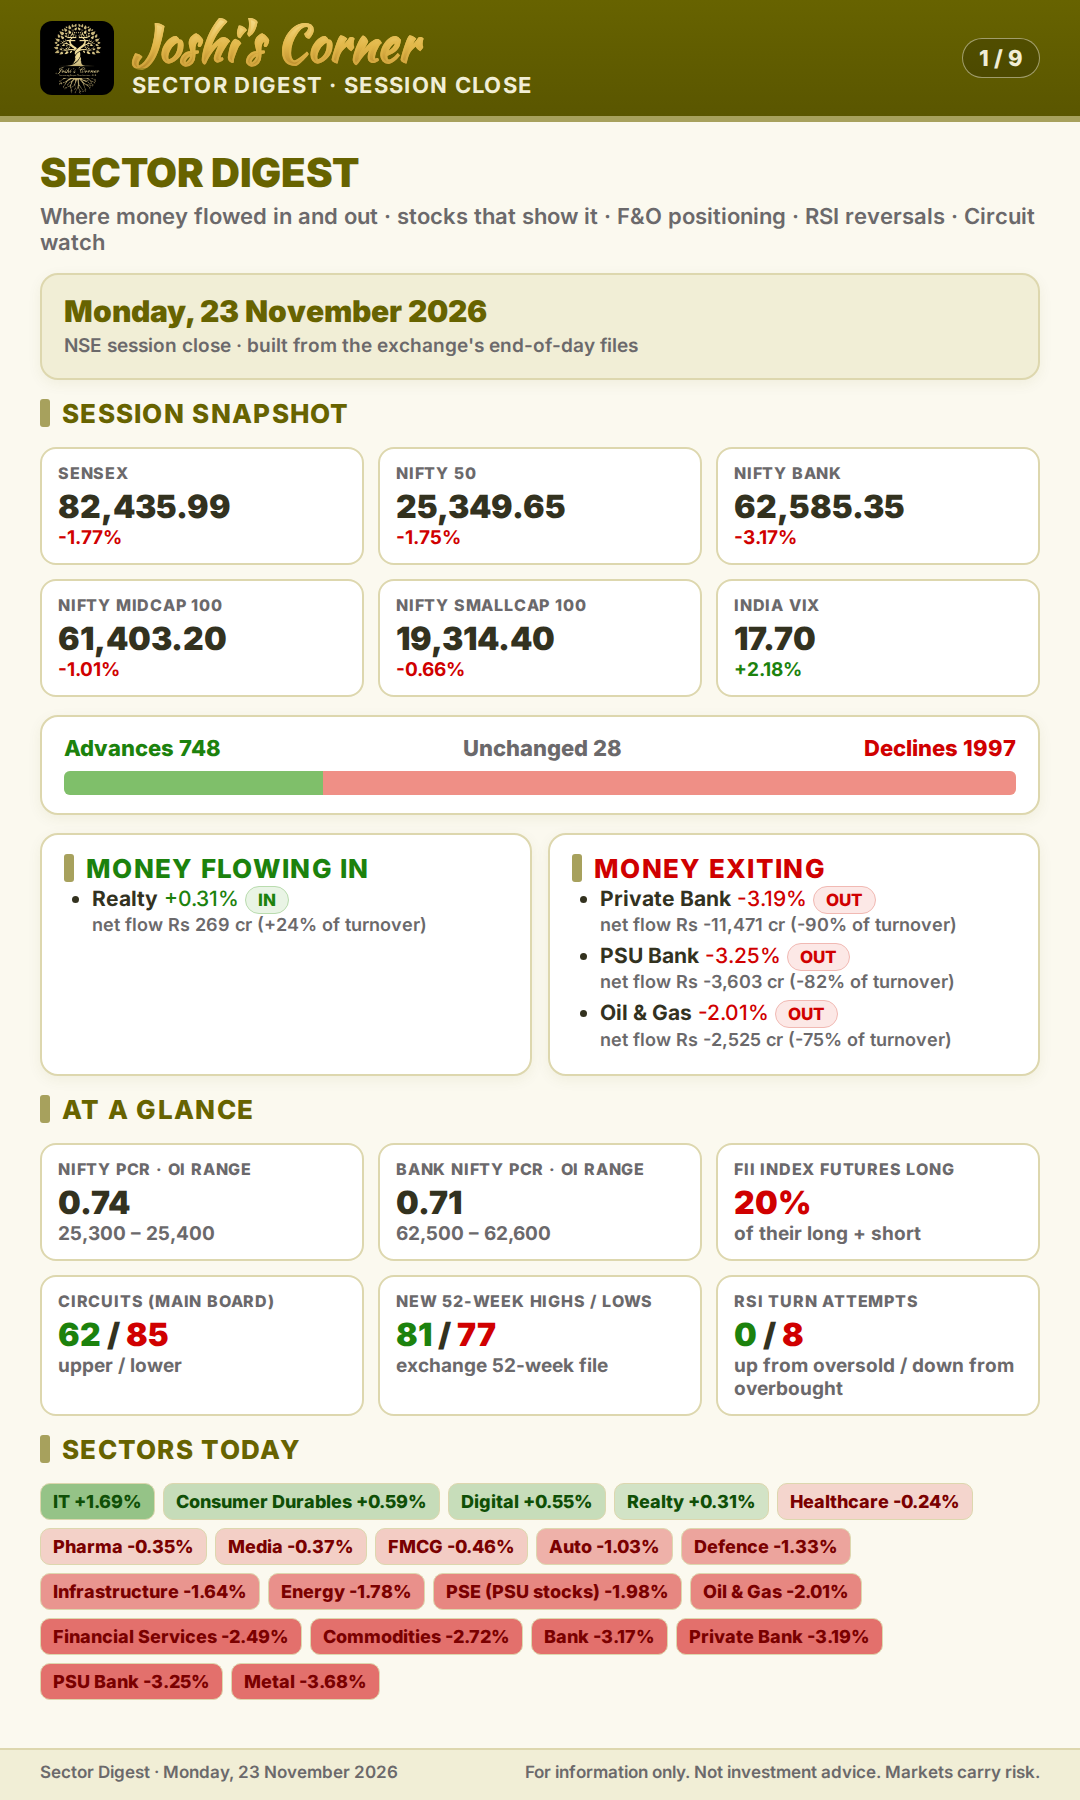 Joshi's Corner
Joshi's Corner
SECTOR DIGEST · SESSION CLOSE
1 / 9
SECTOR DIGEST
Where money flowed in and out · stocks that show it · F&O positioning · RSI reversals · Circuit
watch
Monday, 23 November 2026
NSE session close · built from the exchange's end-of-day files
SESSION SNAPSHOT
SENSEX
82,435.99
-1.77%
NIFTY 50
25,349.65
-1.75%
NIFTY BANK
62,585.35
-3.17%
NIFTY MIDCAP 100
61,403.20
-1.01%
NIFTY SMALLCAP 100
19,314.40
-0.66%
INDIA VIX
17.70
+2.18%
Advances 748
Unchanged 28
Declines 1997
MONEY FLOWING IN
• Realty +0.31% IN
net flow Rs 269 cr (+24% of turnover)
MONEY EXITING
• Private Bank -3.19% OUT
net flow Rs -11,471 cr (-90% of turnover)
• PSU Bank -3.25% OUT
net flow Rs -3,603 cr (-82% of turnover)
• Oil & Gas -2.01% OUT
net flow Rs -2,525 cr (-75% of turnover)
AT A GLANCE
NIFTY PCR · OI RANGE
0.74
25,300 – 25,400
BANK NIFTY PCR · OI RANGE
0.71
62,500 – 62,600
FII INDEX FUTURES LONG
20%
of their long + short
CIRCUITS (MAIN BOARD)
62 / 85
upper / lower
NEW 52-WEEK HIGHS / LOWS
81 / 77
exchange 52-week file
RSI TURN ATTEMPTS
0 / 8
up from oversold / down from
overbought
SECTORS TODAY
IT +1.69% Consumer Durables +0.59% Digital +0.55% Realty +0.31% Healthcare -0.24%
Pharma -0.35% Media -0.37% FMCG -0.46% Auto -1.03% Defence -1.33%
Infrastructure -1.64% Energy -1.78% PSE (PSU stocks) -1.98% Oil & Gas -2.01%
Financial Services -2.49% Commodities -2.72% Bank -3.17% Private Bank -3.19%
PSU Bank -3.25% Metal -3.68%
Sector Digest · Monday, 23 November 2026
For information only. Not investment advice. Markets carry risk.